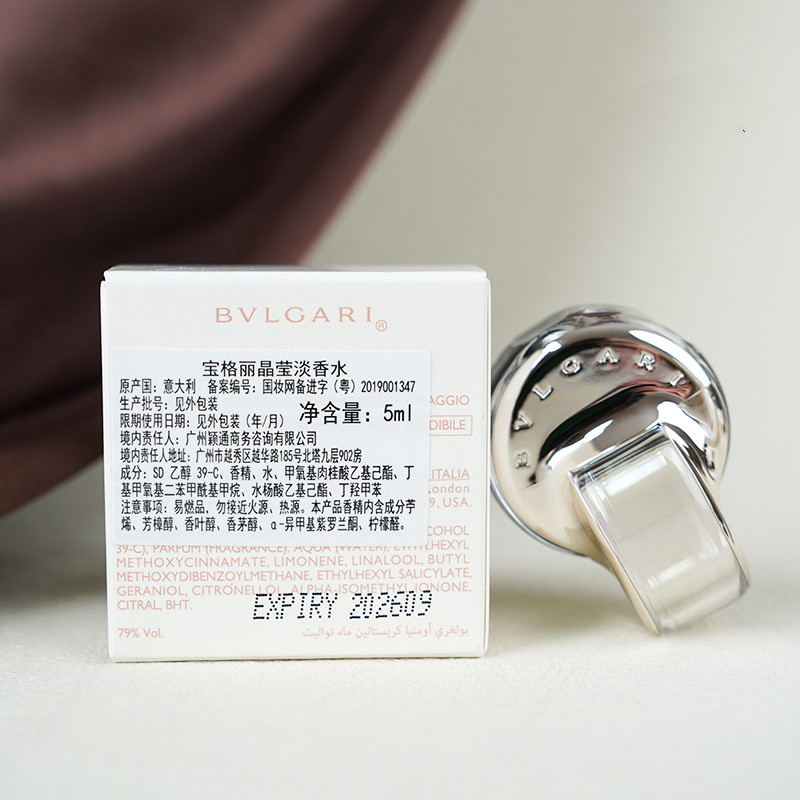 BVLGARI®
宝格丽晶莹淡香水
原产国：意大利 备案编号：国妆网备进字（粤）2019001347
生产批号：见外包装
限期使用日期：见外包装（年/月） 净含量：5ml
境内责任人：广州颖通商务咨询有限公司
境内责任人地址：广州市越秀区越华路185号北塔九层902房
成分：SD 乙醇 39-C、香精、水、甲氧基肉桂酸乙基己酯、丁
基甲氧基二苯甲酰基甲烷、水杨酸乙基己酯、丁羟甲苯
注意事项：易燃品，勿接近火源、热源。本产品香精内含成分苧
烯、芳樟醇、香叶醇、香茅醇、α-异甲基紫罗兰酮、柠檬醛。
AGGIO
DIBILE
ITALIA
London
9, USA.
COHOL
39-C), PARFUM (FRAGRANCE), AQUA (WATER), ETHYLHEXYL
METHOXYCINNAMATE, LIMONENE, LINALOOL, BUTYL
METHOXYDIBENZOYLMETHANE, ETHYLHEXYL SALICYLATE,
GERANIOL, CITRONELLOL, ALPHA-ISOMETHYL IONONE,
CITRAL, BHT.
EXPIRY 202609
79% Vol.
بولغري أومنيا كريستالين ماء تواليت
BVLGARI